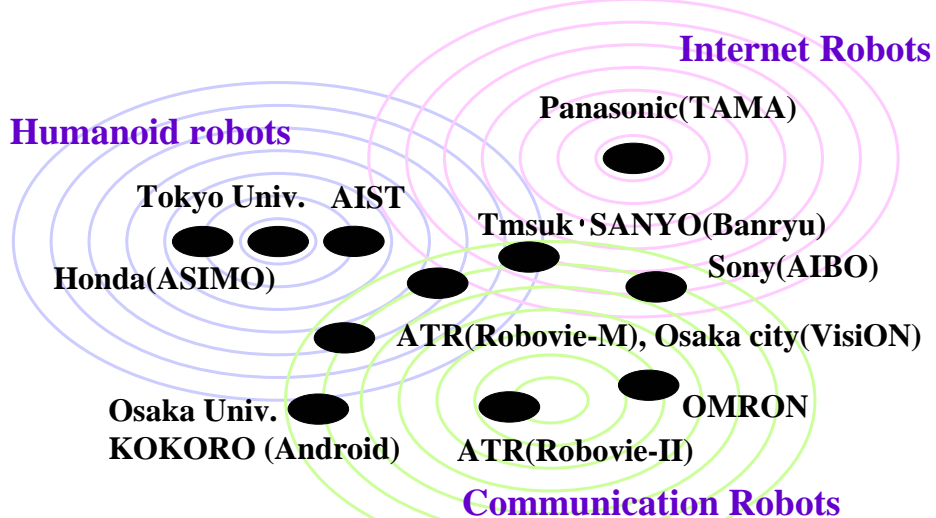 Internet Robots
Panasonic(TAMA)
Humanoid robots
Tokyo Univ. AIST
Tmsuk・SANYO(Banryu)
Sony(AIBO)
Honda(ASIMO)
ATR(Robovie-M), Osaka city(VisiON)
Osaka Univ.
KOKORO (Android)
OMRON
ATR(Robovie-II)
Communication Robots